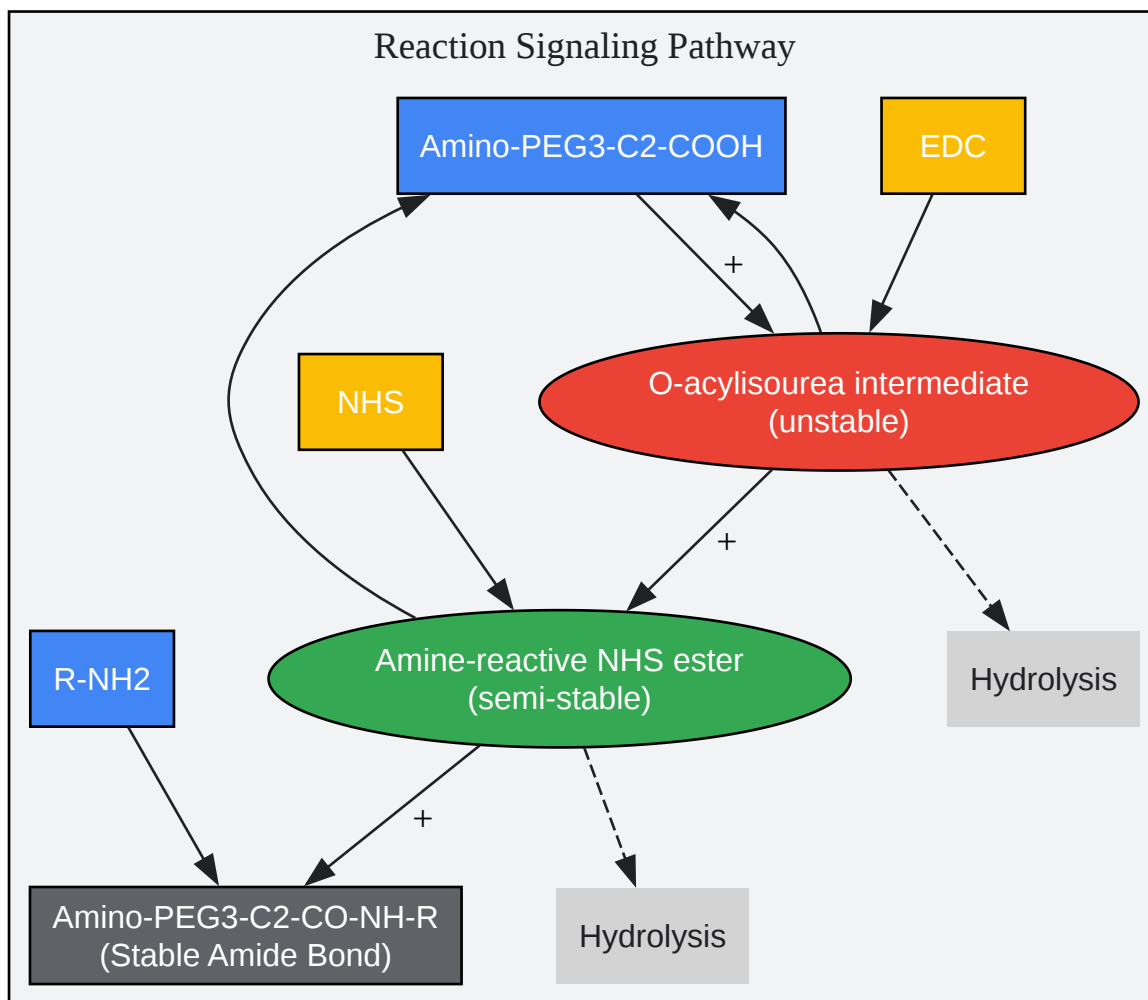 Reaction Signaling Pathway
Amino-PEG3-C2-COOH
EDC
+
O-acylisourea intermediate
(unstable)
NHS
+
Amine-reactive NHS ester
(semi-stable)
Hydrolysis
R-NH2
+
Amino-PEG3-C2-CO-NH-R
(Stable Amide Bond)
Hydrolysis